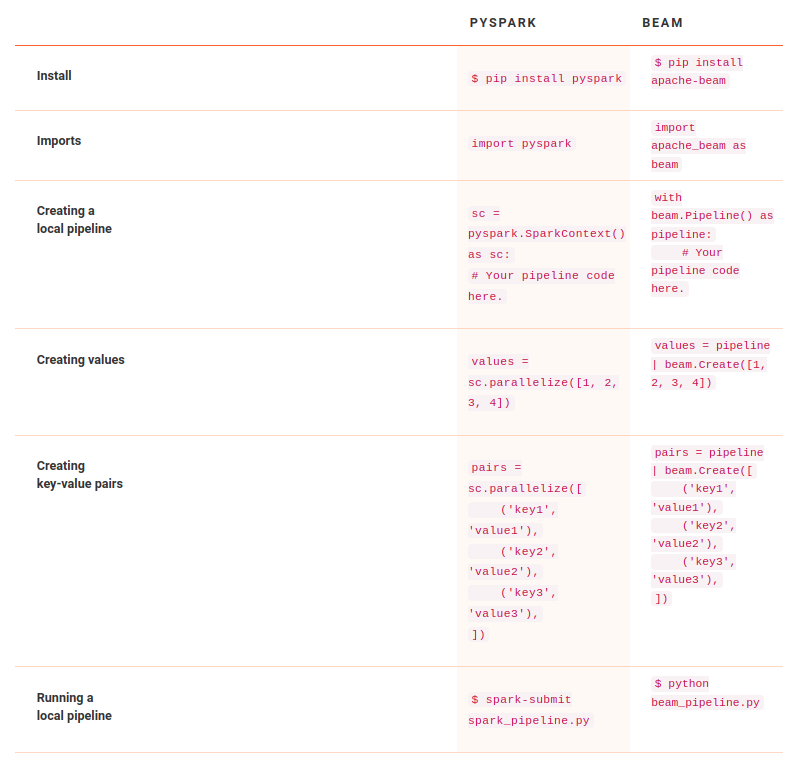 PYSPARK BEAM
Install
$ pip install pyspark
$ pip install
apache-beam
Imports
import pyspark
import
apache_beam as
beam
Creating a
local pipeline
sc =
pyspark.SparkContext()
as sc:
# Your pipeline code
here.
with
beam.Pipeline() as
pipeline:
# Your
pipeline code
here.
Creating values
values =
sc.parallelize([1, 2,
3, 4])
values = pipeline
| beam.Create([1,
2, 3, 4])
Creating
key-value pairs
pairs =
sc.parallelize([
('key1',
'value1'),
('key2',
'value2'),
('key3',
'value3'),
])
pairs = pipeline
| beam.Create([
('key1',
'value1'),
('key2',
'value2'),
('key3',
'value3'),
])
Running a
local pipeline
$ spark-submit
spark_pipeline.py
$ python
beam_pipeline.py